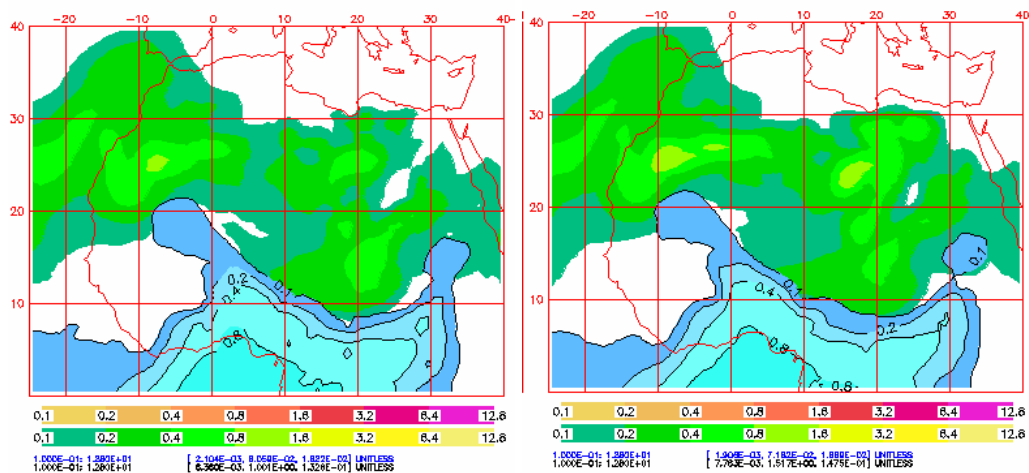 -20 -10 0 10 20 30 40- -20 -10 0 10 20 30 40
40 40
30 30
20 20
10 10
0.2 0.1 0.4 0.8
0.1 0.1 0.4 0.2 0.8 0.8
0.1 0.2 0.4 0.8 1.6 3.2 6.4 12.8
0.1 0.2 0.4 0.8 1.6 3.2 6.4 12.8
0.1 0.2 0.4 0.8 1.6 3.2 6.4 12.8
0.1 0.2 0.4 0.8 1.6 3.2 6.4 12.8
1.000E-01; 1.280E+01 [ 2.104E-03, 8.059E-02, 1.822E-02] UNITLESS
1.000E-01; 1.280E+01 [ 6.360E-03, 1.001E+00, 1.326E-01] UNITLESS
1.000E-01; 1.280E+01 [ 1.906E-03, 7.182E-02, 1.889E-02] UNITLESS
1.000E-01; 1.280E+01 [ 7.763E-03, 1.517E+00, 1.475E-01] UNITLESS